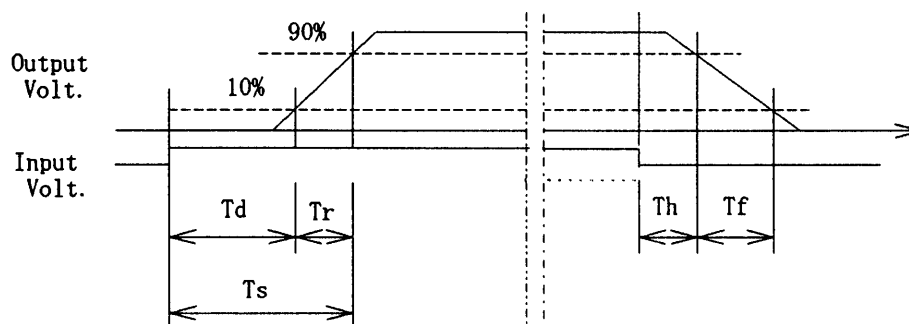 90%
Output
Volt.
10%
Input
Volt.
Td
Tr
Th
Tf
Ts